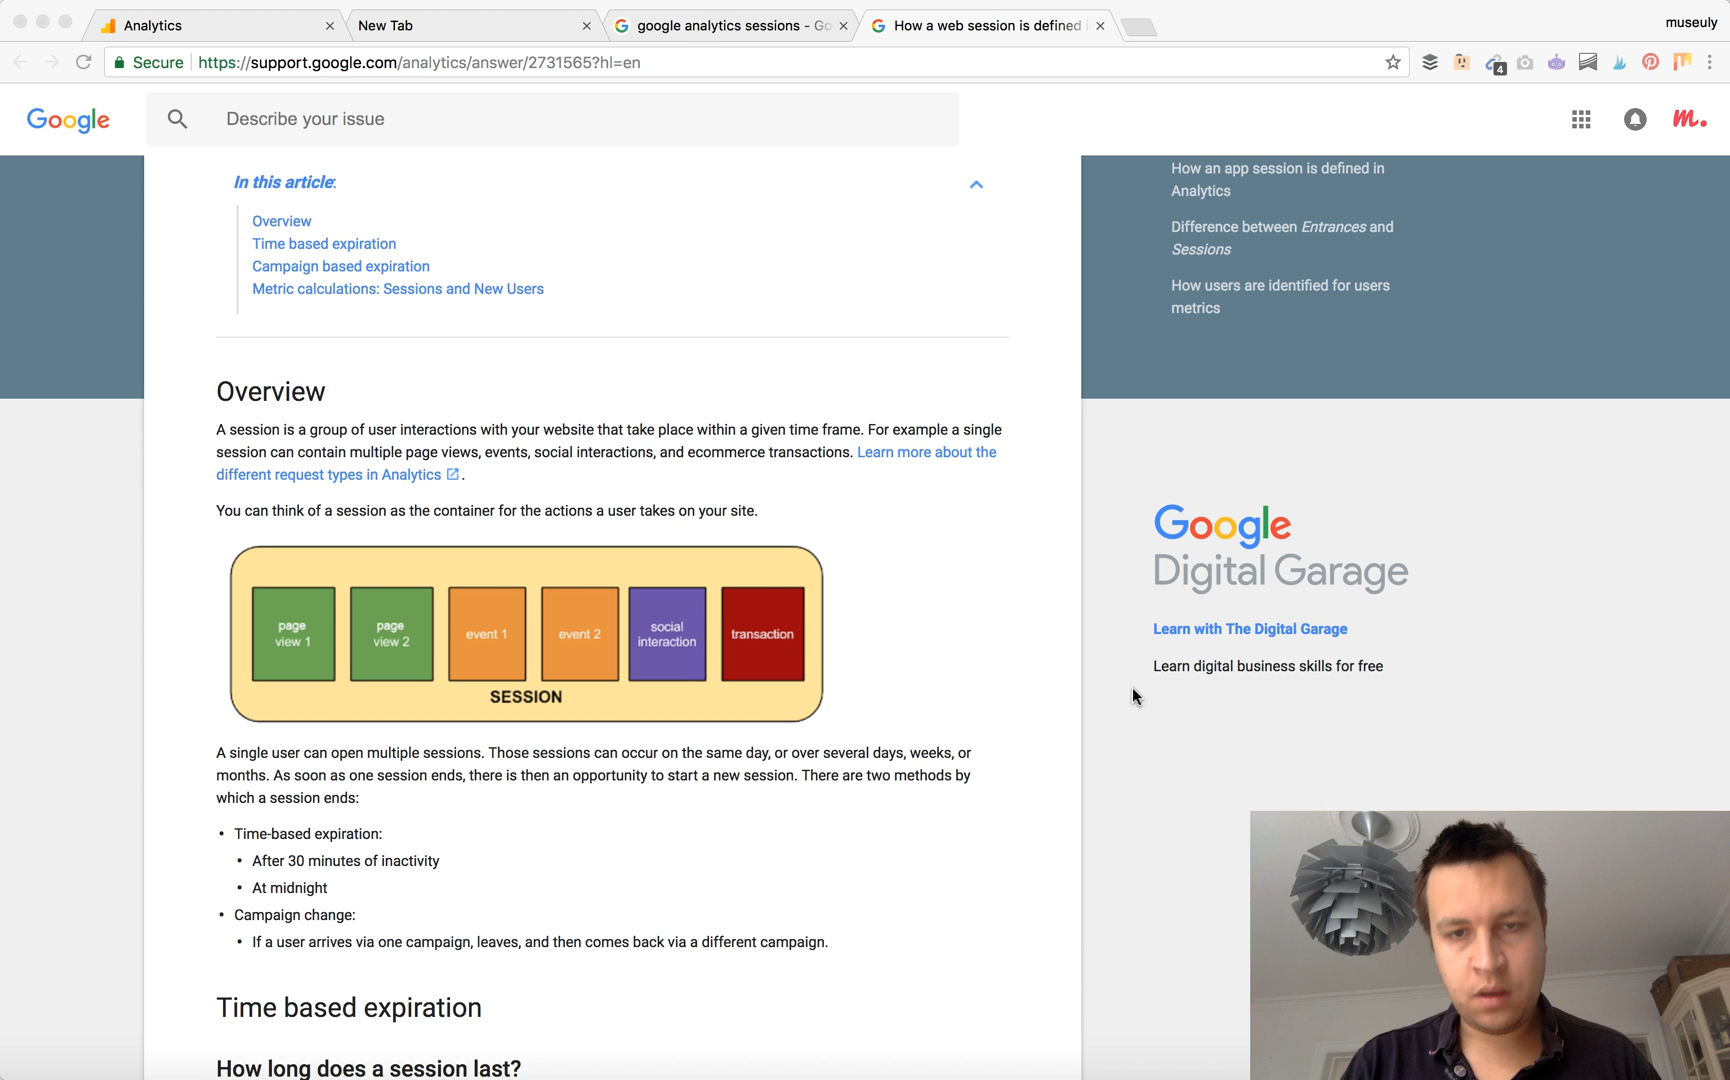 Analytics
New Tab
google analytics sessions - Go
How a web session is defined i
museuly
Secure
https://support.google.com/analytics/answer/2731565?hl=en
4
Google
Describe your issue
m.
In this article:
Overview
Time based expiration
Campaign based expiration
Metric calculations: Sessions and New Users
How an app session is defined in
Analytics
Difference between Entrances and
Sessions
How users are identified for users
metrics
Overview
A session is a group of user interactions with your website that take place within a given time frame. For example a single
session can contain multiple page views, events, social interactions, and ecommerce transactions. Learn more about the
different request types in Analytics.
You can think of a session as the container for the actions a user takes on your site.
page
view 1
page
view 2
event 1
event 2
social
interaction
transaction
SESSION
Google
Digital Garage
Learn with The Digital Garage
Learn digital business skills for free
A single user can open multiple sessions. Those sessions can occur on the same day, or over several days, weeks, or
months. As soon as one session ends, there is then an opportunity to start a new session. There are two methods by
which a session ends:
• Time-based expiration:
• After 30 minutes of inactivity
• At midnight
• Campaign change:
• If a user arrives via one campaign, leaves, and then comes back via a different campaign.
Time based expiration
How long does a session last?